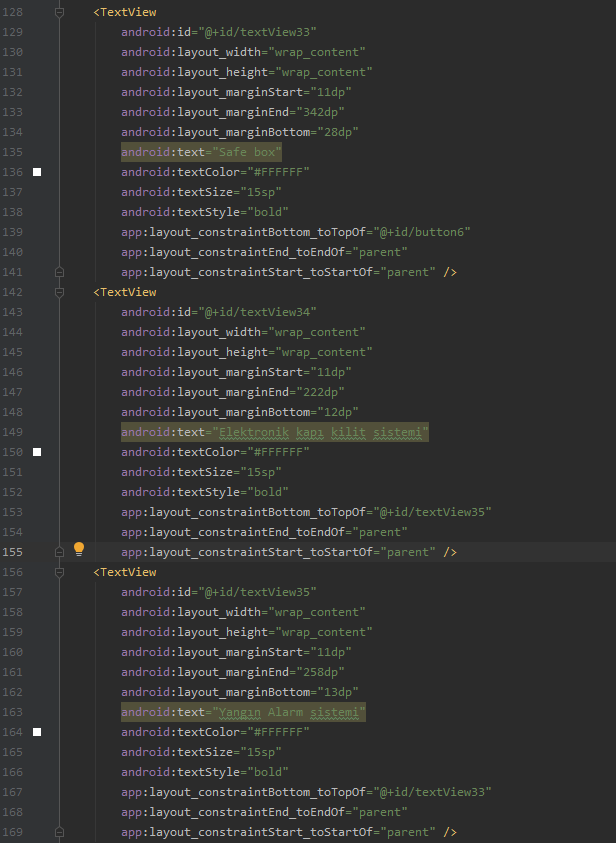 128 <TextView
129 android:id="@+id/textView33"
130 android:layout_width="wrap_content"
131 android:layout_height="wrap_content"
132 android:layout_marginStart="11dp"
133 android:layout_marginEnd="342dp"
134 android:layout_marginBottom="28dp"
135 android:text="Safe box"
136 android:textColor="#FFFFFF"
137 android:textSize="15sp"
138 android:textStyle="bold"
139 app:layout_constraintBottom_toTopOf="@+id/button6"
140 app:layout_constraintEnd_toEndOf="parent"
141 app:layout_constraintStart_toStartOf="parent" />
142 <TextView
143 android:id="@+id/textView34"
144 android:layout_width="wrap_content"
145 android:layout_height="wrap_content"
146 android:layout_marginStart="11dp"
147 android:layout_marginEnd="222dp"
148 android:layout_marginBottom="12dp"
149 android:text="Elektronik kapı kilit sistemi"
150 android:textColor="#FFFFFF"
151 android:textSize="15sp"
152 android:textStyle="bold"
153 app:layout_constraintBottom_toTopOf="@+id/textView35"
154 app:layout_constraintEnd_toEndOf="parent"
155 app:layout_constraintStart_toStartOf="parent" />
156 <TextView
157 android:id="@+id/textView35"
158 android:layout_width="wrap_content"
159 android:layout_height="wrap_content"
160 android:layout_marginStart="11dp"
161 android:layout_marginEnd="258dp"
162 android:layout_marginBottom="13dp"
163 android:text="Yangın Alarm sistemi"
164 android:textColor="#FFFFFF"
165 android:textSize="15sp"
166 android:textStyle="bold"
167 app:layout_constraintBottom_toTopOf="@+id/textView33"
168 app:layout_constraintEnd_toEndOf="parent"
169 app:layout_constraintStart_toStartOf="parent" />